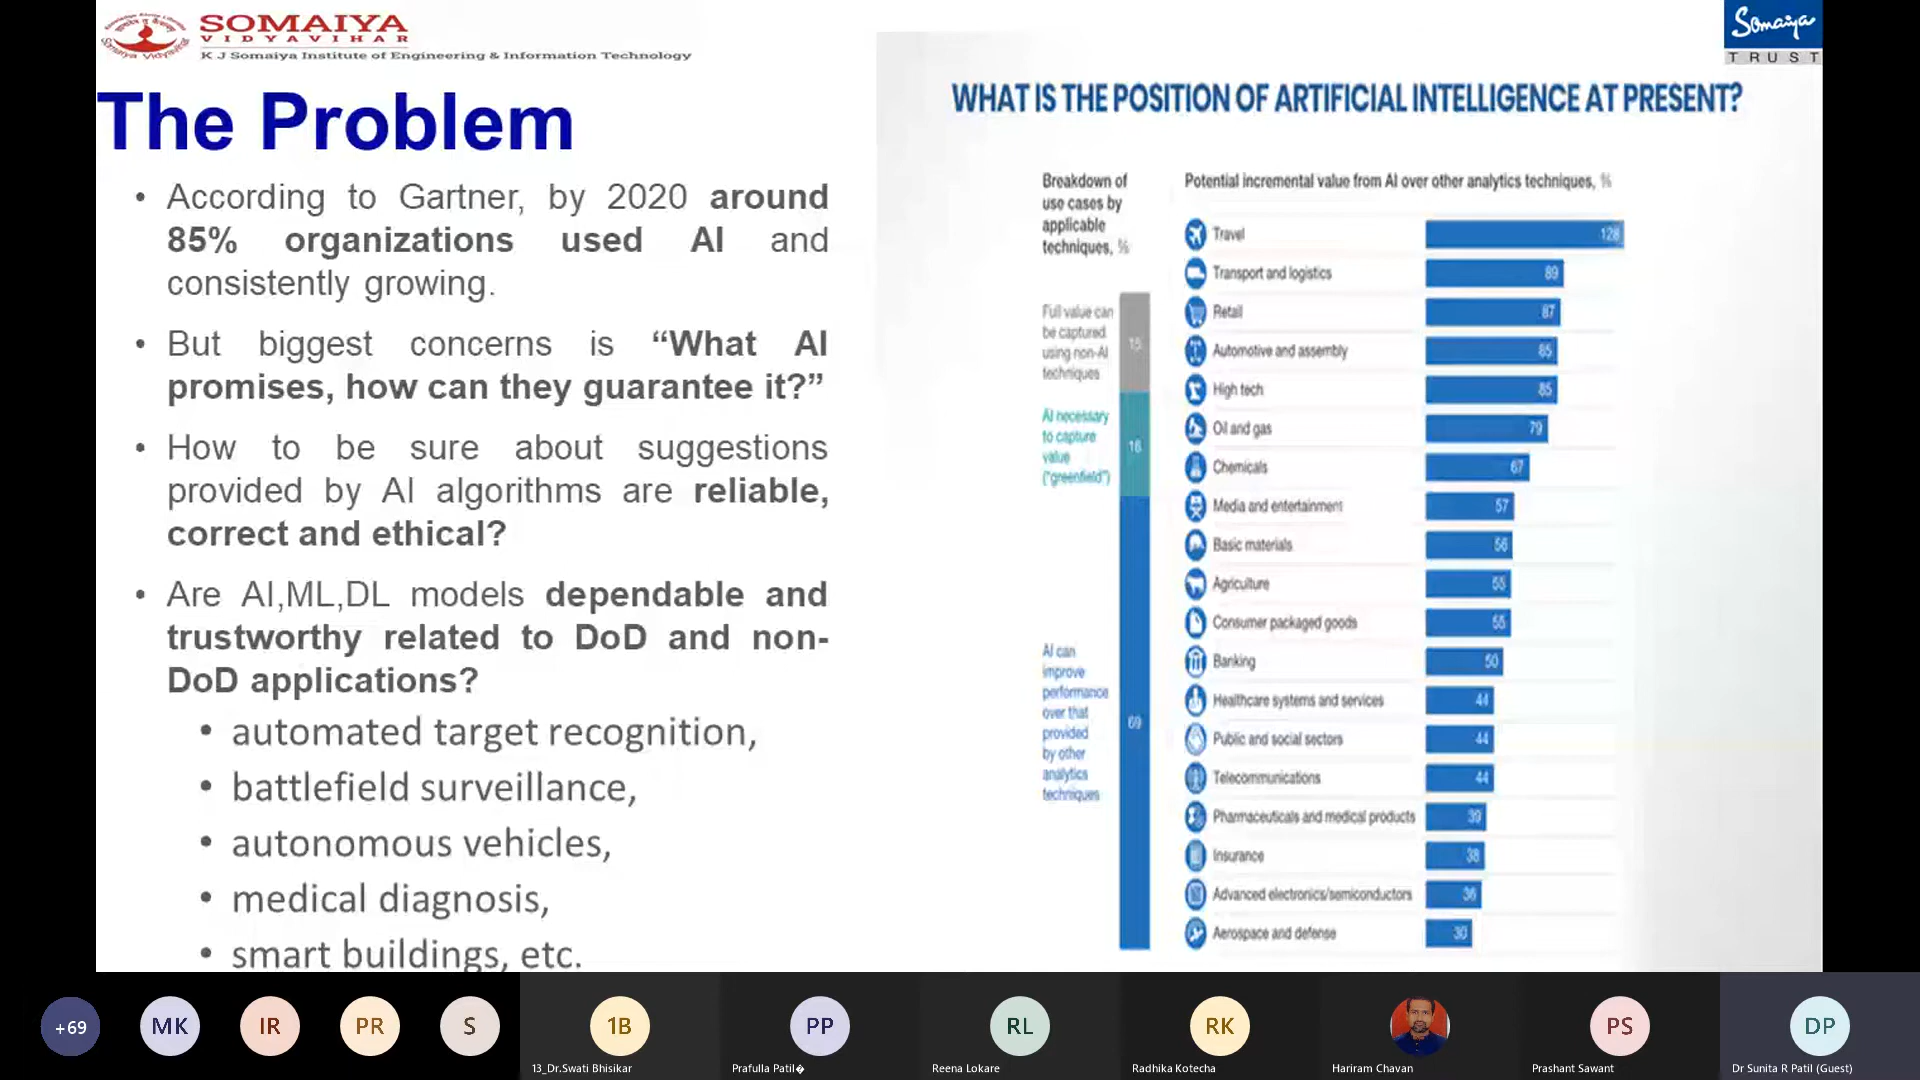 SOMAIYA
VIDYAVIHAR
K J Somaiya Institute of Engineering & Information Technology
Somaiya
TRUST
The Problem
• According to Gartner, by 2020 around
85% organizations used AI and
consistently growing.
• But biggest concerns is “What AI
promises, how can they guarantee it?”
• How to be sure about suggestions
provided by AI algorithms are reliable,
correct and ethical?
• Are AI,ML,DL models dependable and
trustworthy related to DoD and non-
DoD applications?
• automated target recognition,
• battlefield surveillance,
• autonomous vehicles,
• medical diagnosis,
• smart buildings, etc.
WHAT IS THE POSITION OF ARTIFICIAL INTELLIGENCE AT PRESENT?
Breakdown of
use cases by
applicable
techniques, %
Full value can
be captured
using non-AI
techniques
15
AI necessary
to capture
value
("greenfield")
16
AI can
improve
performance
over that
provided
by other
analytics
techniques
69
Potential incremental value from AI over other analytics techniques, %
Travel 128
Transport and logistics 89
Retail 87
Automotive and assembly 85
High tech 85
Oil and gas 79
Chemicals 67
Media and entertainment 57
Basic materials 56
Agriculture 55
Consumer packaged goods 55
Banking 50
Healthcare systems and services 44
Public and social sectors 44
Telecommunications 44
Pharmaceuticals and medical products 39
Insurance 38
Advanced electronics/semiconductors 36
Aerospace and defense 30
+69
MK
IR
PR
S
1B
PP
RL
RK
PS
DP
13_Dr.Swati Bhisikar
Prafulla Patil�
Reena Lokare
Radhika Kotecha
Hariram Chavan
Prashant Sawant
Dr Sunita R Patil (Guest)